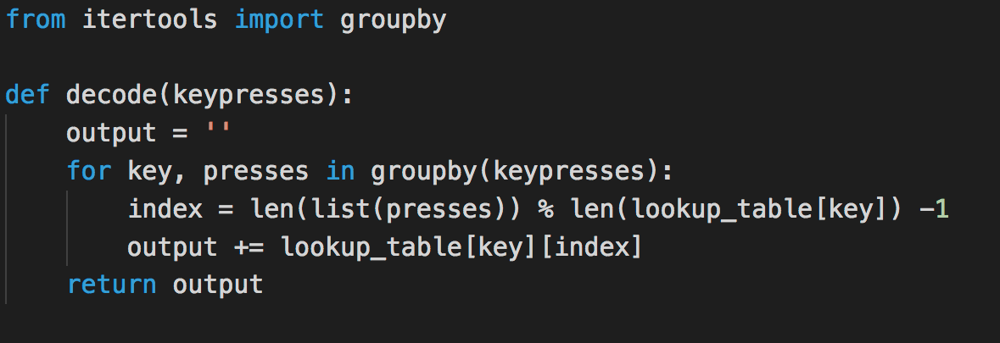 from itertools import groupby
def decode(keypresses):
    output = ''
    for key, presses in groupby(keypresses):
        index = len(list(presses)) % len(lookup_table[key]) -1
        output += lookup_table[key][index]
    return output